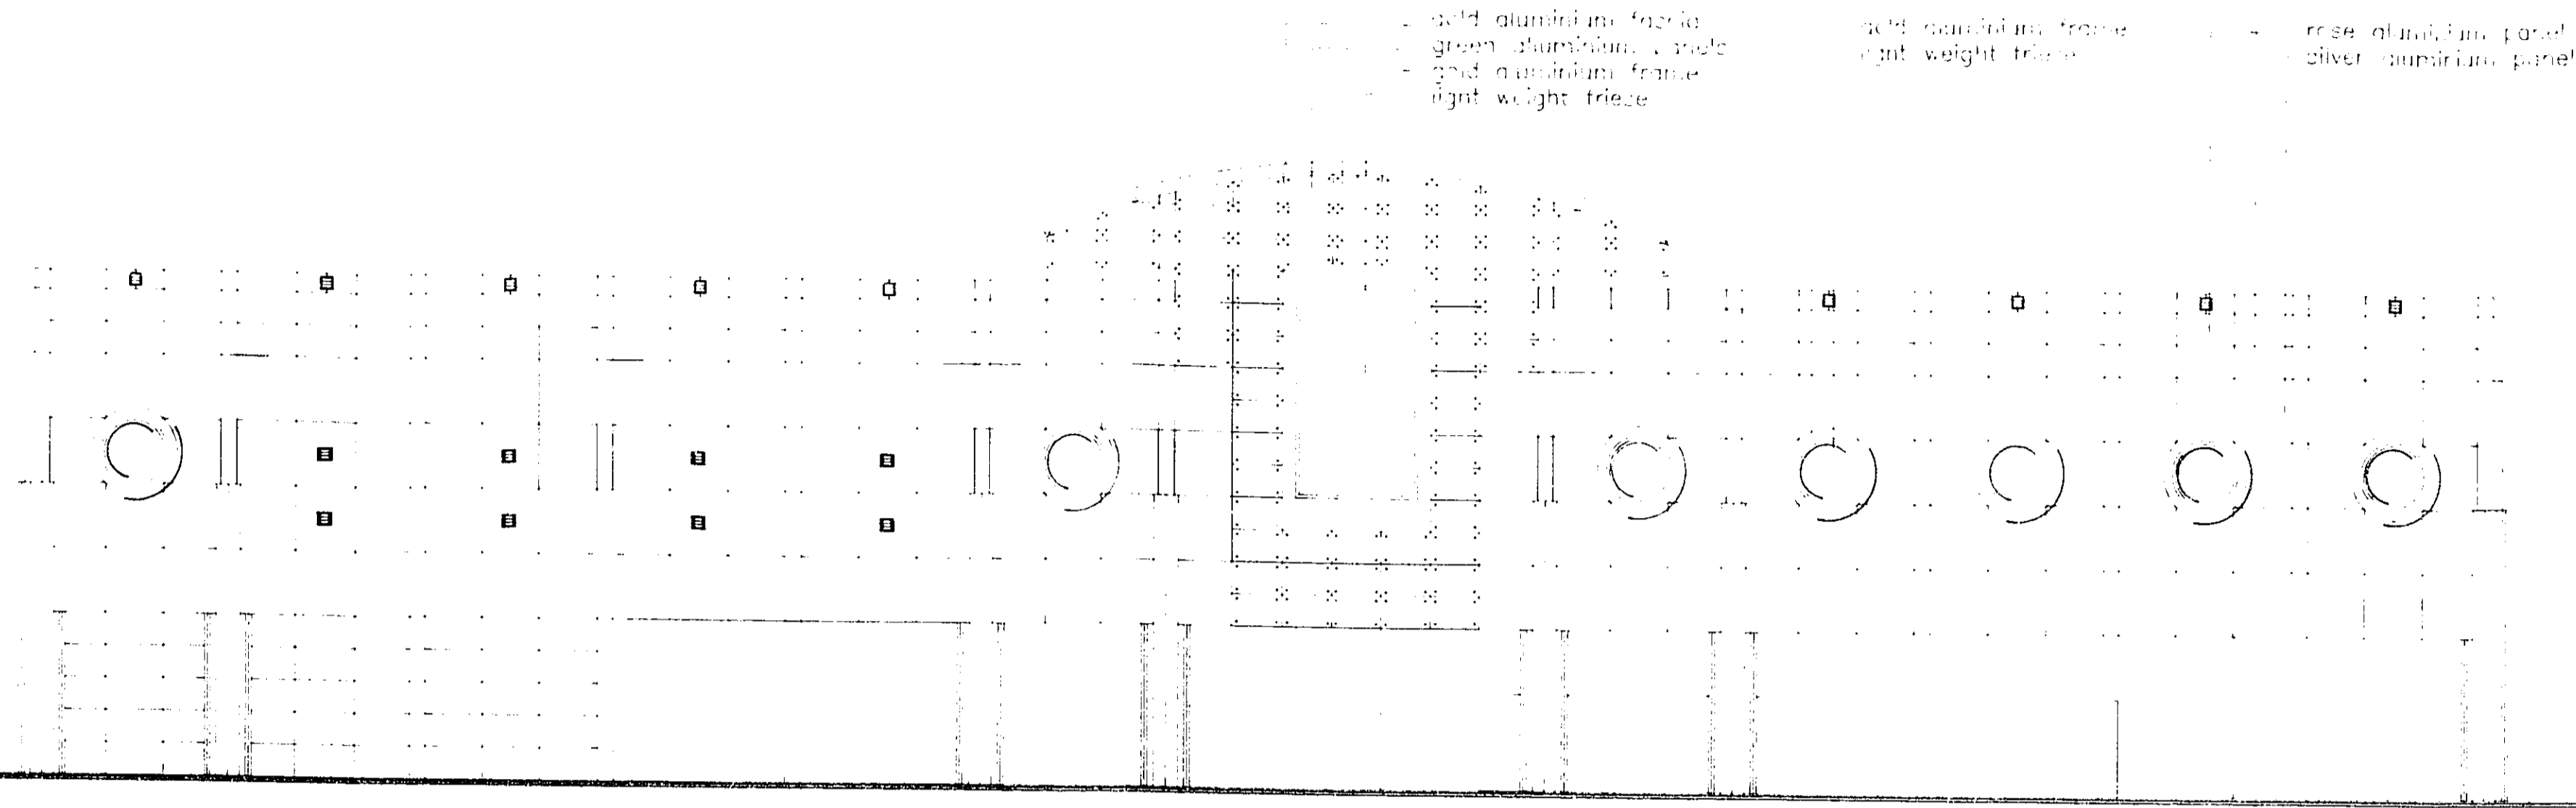 gold aluminium fascia
green aluminium panels
gold aluminium frame
light weight frieze
gold aluminium frame
light weight frieze
rose aluminium panel
silver aluminium panel